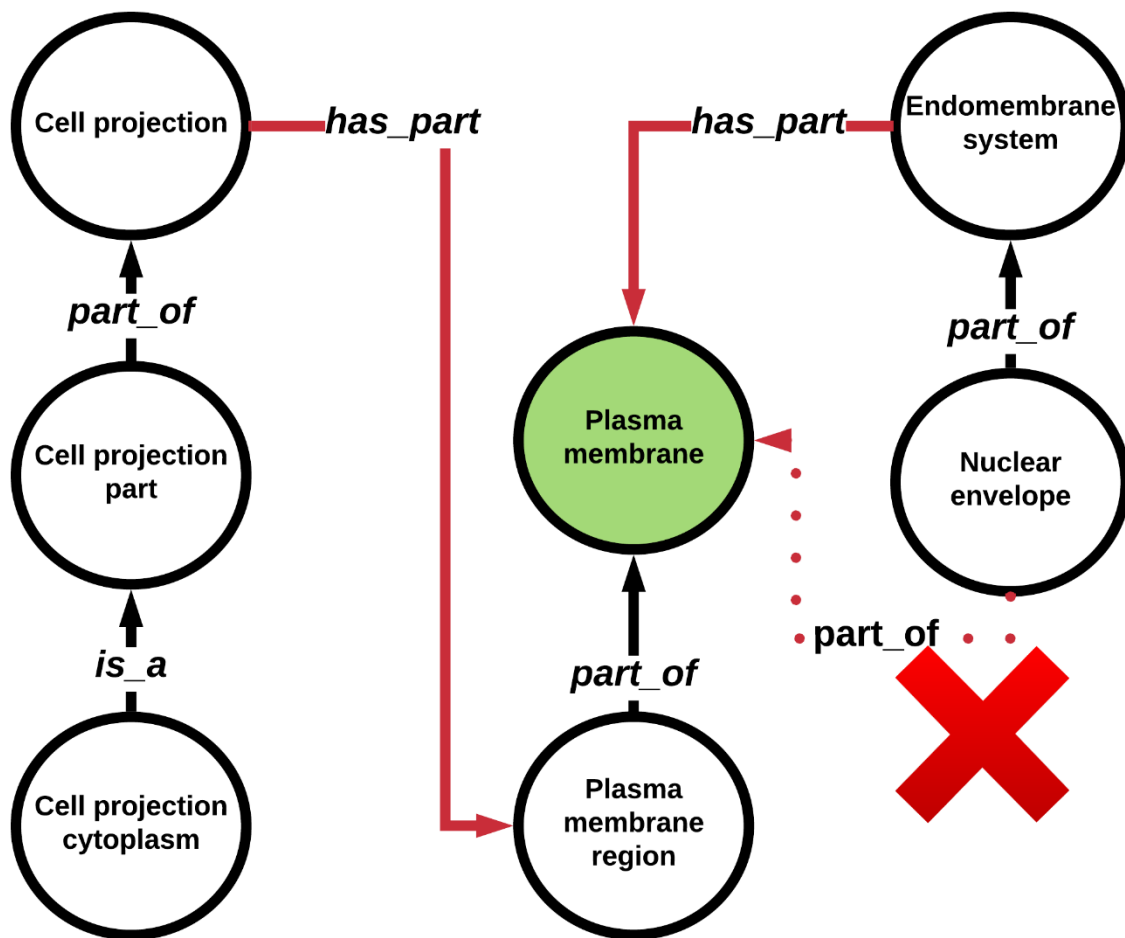 Cell projection
has_part
has_part
Endomembrane
system
part_of
part_of
Plasma
membrane
Cell projection
part
Nuclear
envelope
part_of
is_a
part_of
Cell projection
cytoplasm
Plasma
membrane
region